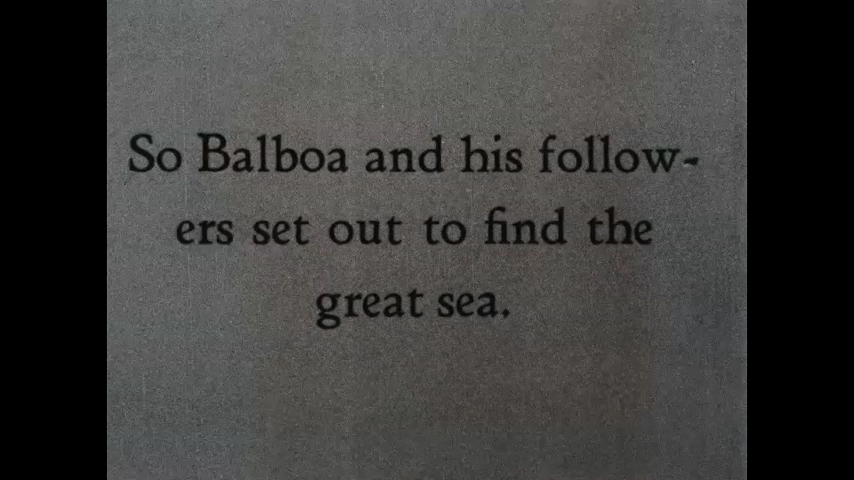 So Balboa and his follow-
ers set out to find the
great sea.